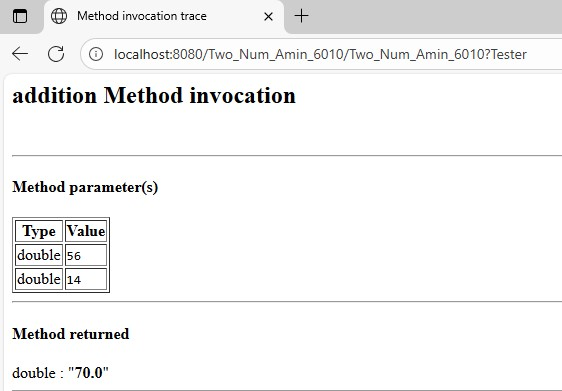 Method invocation trace
localhost:8080/Two_Num_Amin_6010/Two_Num_Amin_6010?Tester
addition Method invocation
Method parameter(s)
Type Value
double 56
double 14
Method returned
double : "70.0"